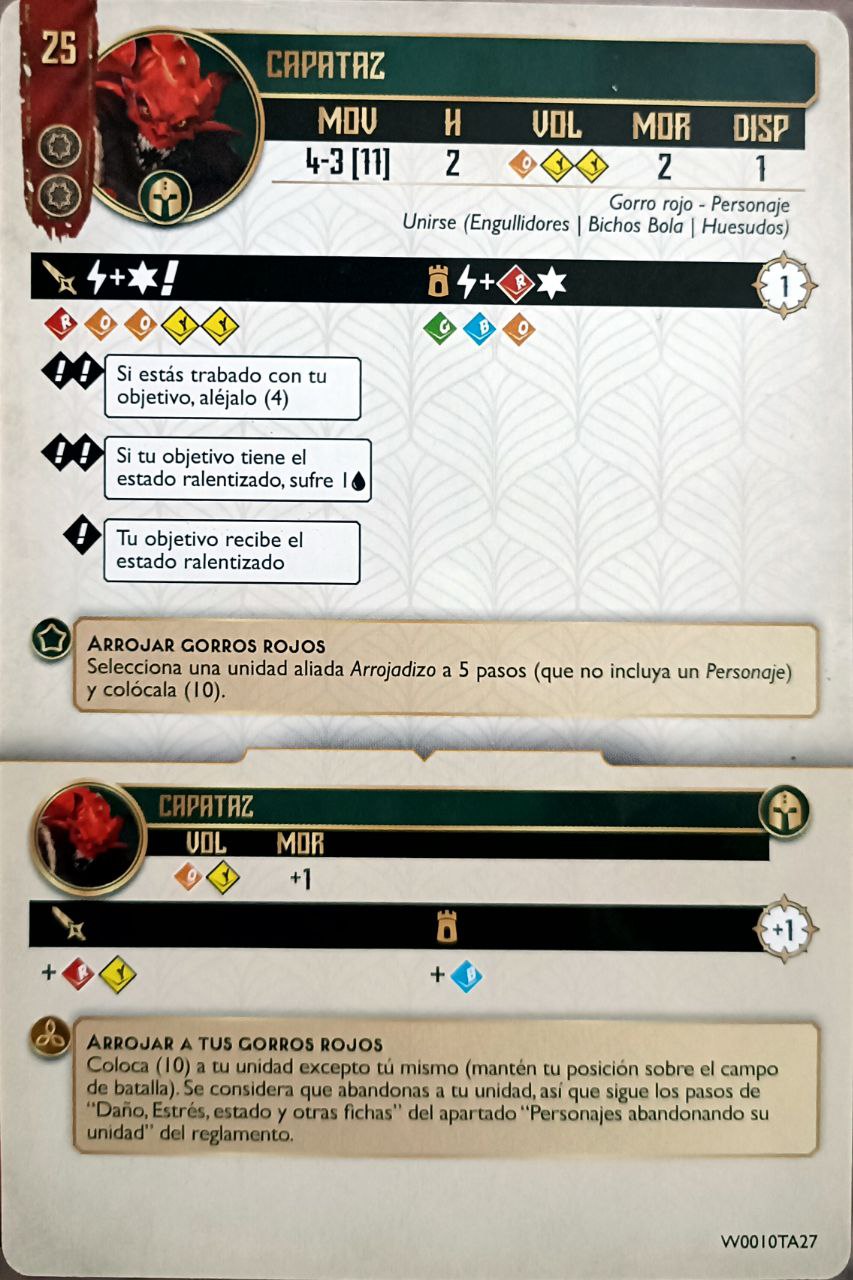 25
CAPATAZ
MOV H VOL MOR DISP
4-3 [11] 2 O Y Y 2 1
Gorro rojo - Personaje
Unirse (Engullidores | Bichos Bola | Huesudos)
+ ! + R 1
R O O Y Y G B O
!! Si estás trabado con tu
objetivo, aléjalo (4)
!! Si tu objetivo tiene el
estado ralentizado, sufre 1
! Tu objetivo recibe el
estado ralentizado
ARROJAR GORROS ROJOS
Selecciona una unidad aliada Arrojadizo a 5 pasos (que no incluya un Personaje)
y colócala (10).
CAPATAZ
VOL MOR
O Y +1
+1
+ R Y + B
ARROJAR A TUS GORROS ROJOS
Coloca (10) a tu unidad excepto tú mismo (mantén tu posición sobre el campo
de batalla). Se considera que abandonas a tu unidad, así que sigue los pasos de
"Daño, Estrés, estado y otras fichas" del apartado "Personajes abandonando su
unidad" del reglamento.
W0010TA27